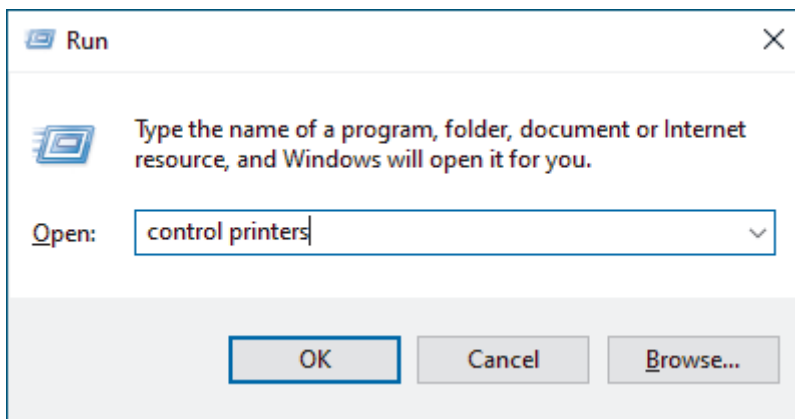 Run
Type the name of a program, folder, document or Internet
resource, and Windows will open it for you.
Open: control printers
OK Cancel Browse...